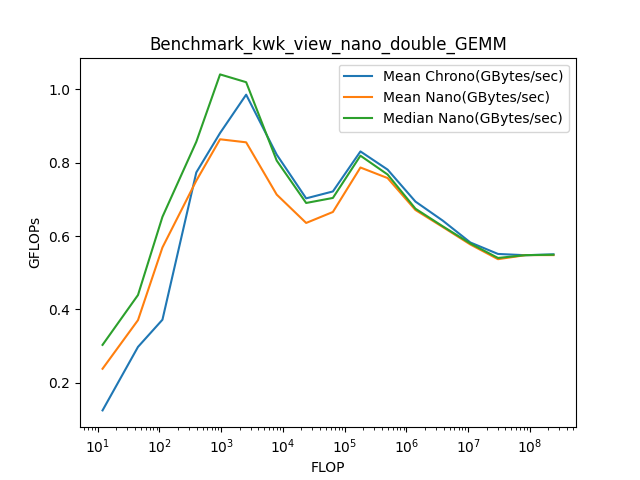 Benchmark_kwk_view_nano_double_GEMM
Mean Chrono(GBytes/sec)
Mean Nano(GBytes/sec)
Median Nano(GBytes/sec)
GFLOPs
1.0
0.8
0.6
0.4
0.2
10¹ 10² 10³ 10⁴ 10⁵ 10⁶ 10⁷ 10⁸
FLOP